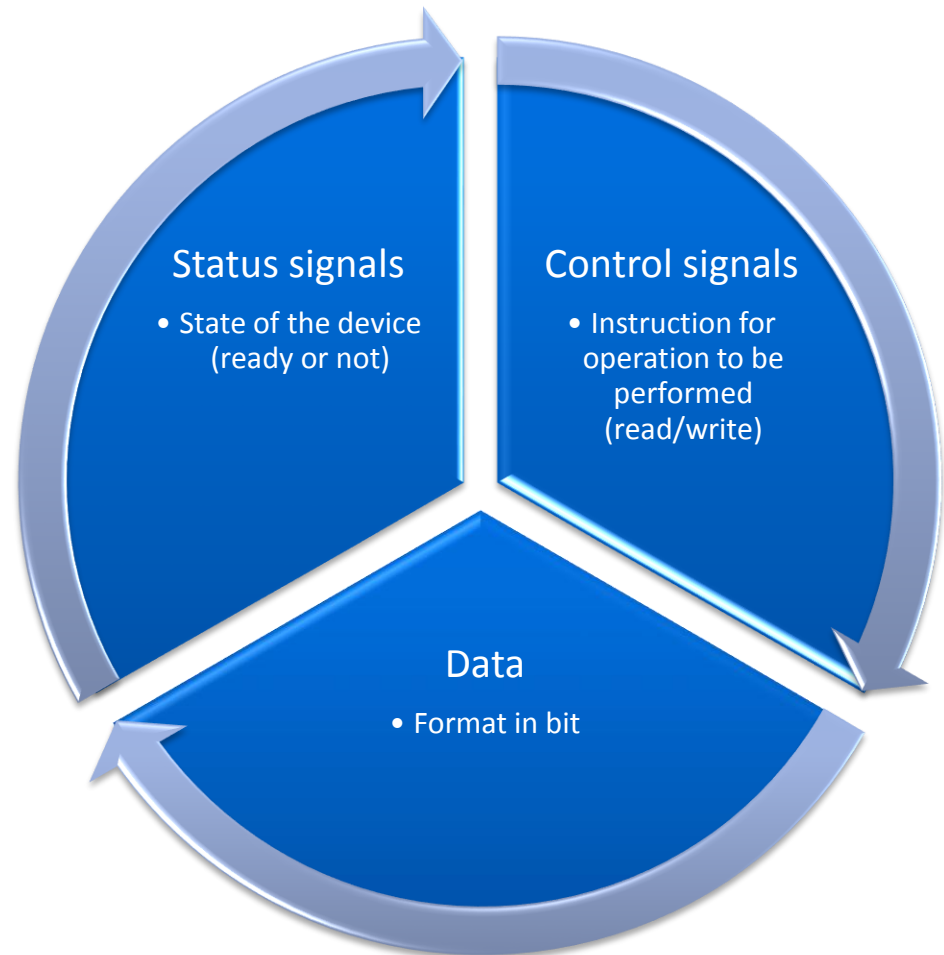 Status signals
• State of the device
(ready or not)
Control signals
• Instruction for
operation to be
performed
(read/write)
Data
• Format in bit